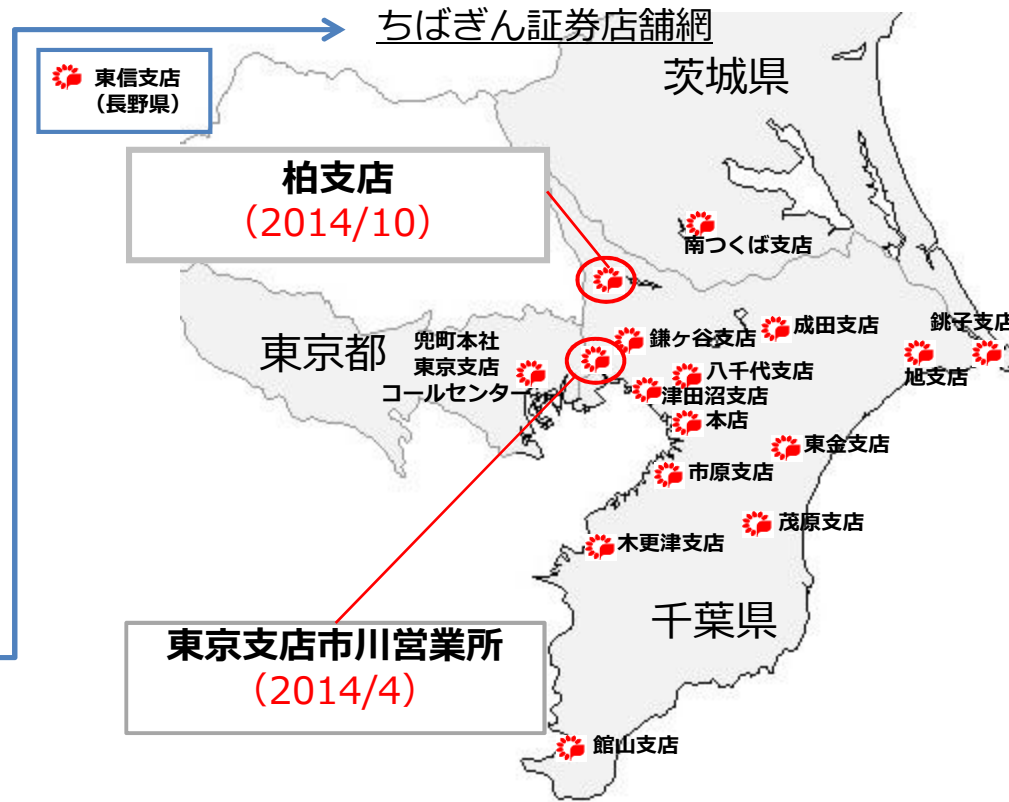 ちばぎん証券店舗網
東信支店
（長野県）
茨城県
柏支店
（2014/10）
南つくば支店
東京都
兜町本社
東京支店
コールセンター
鎌ヶ谷支店
成田支店
銚子支店
旭支店
八千代支店
津田沼支店
本店
東金支店
市原支店
茂原支店
木更津支店
千葉県
東京支店市川営業所
（2014/4）
館山支店